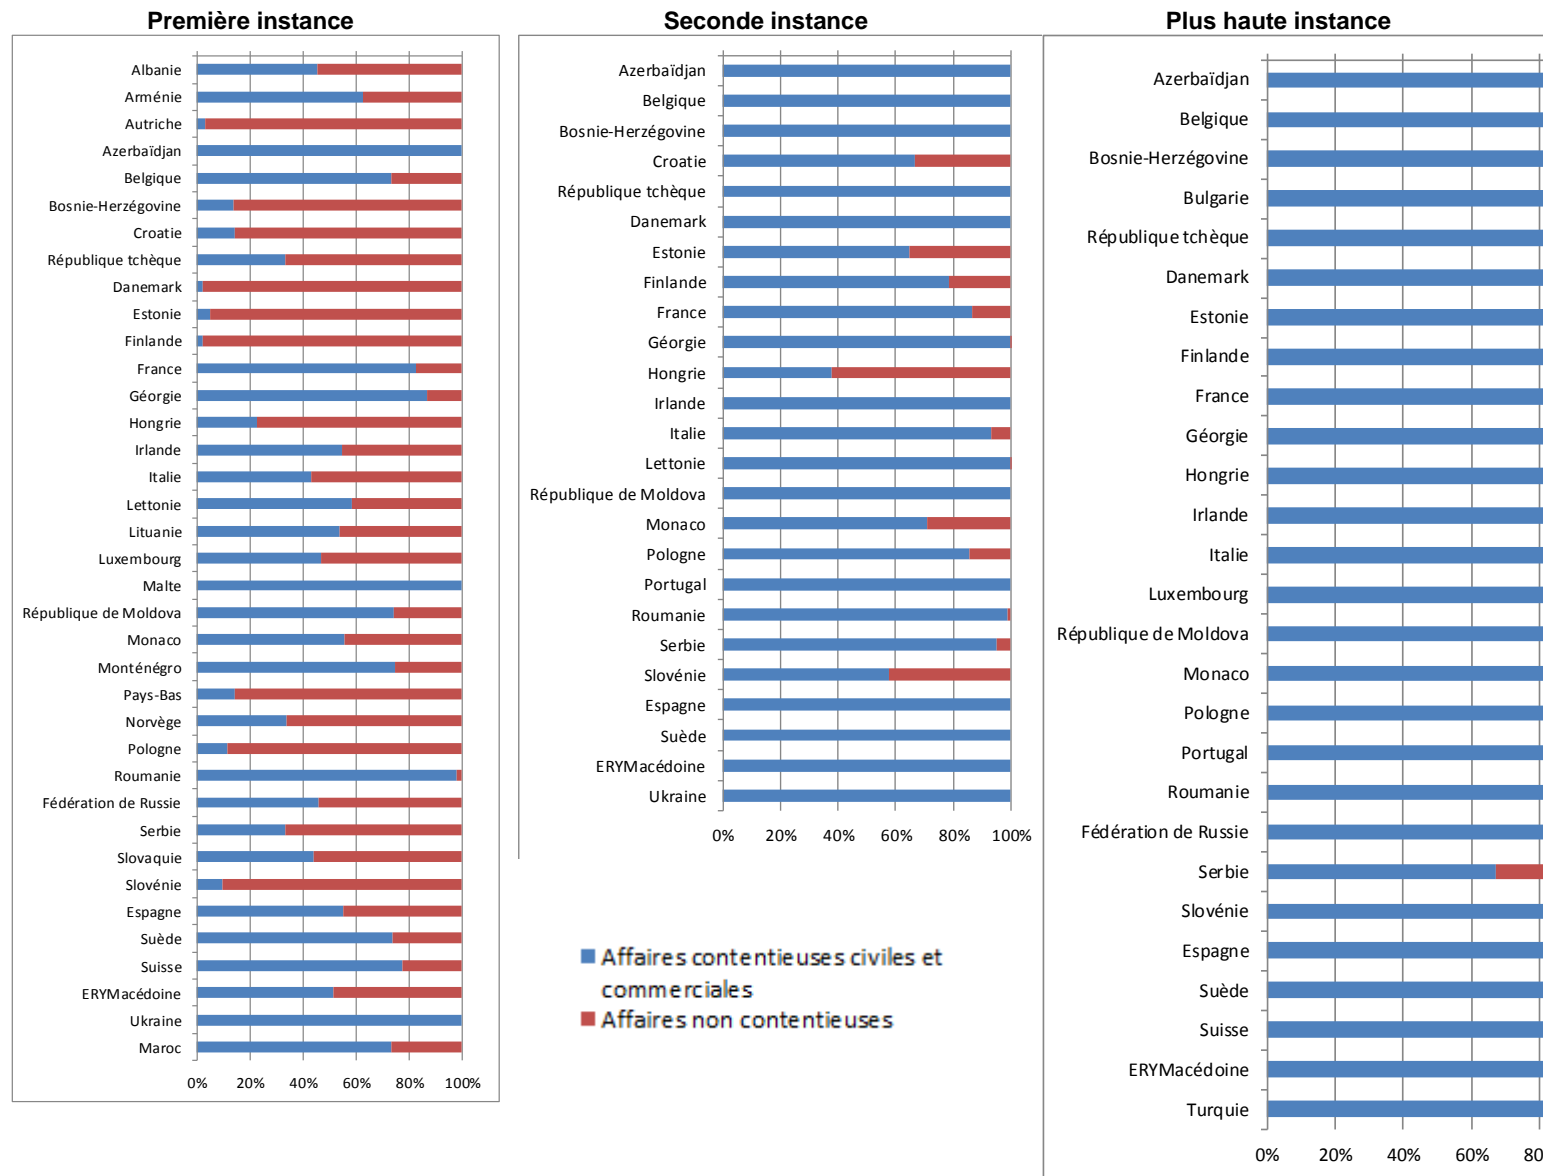 Première instance
Albanie
Arménie
Autriche
Azerbaïdjan
Belgique
Bosnie-Herzégovine
Croatie
République tchèque
Danemark
Estonie
Finlande
France
Géorgie
Hongrie
Irlande
Italie
Lettonie
Lituanie
Luxembourg
Malte
République de Moldova
Monaco
Monténégro
Pays-Bas
Norvège
Pologne
Roumanie
Fédération de Russie
Serbie
Slovaquie
Slovénie
Espagne
Suède
Suisse
ERYMacédoine
Ukraine
Maroc
0% 20% 40% 60% 80% 100%
Seconde instance
Azerbaïdjan
Belgique
Bosnie-Herzégovine
Croatie
République tchèque
Danemark
Estonie
Finlande
France
Géorgie
Hongrie
Irlande
Italie
Lettonie
République de Moldova
Monaco
Pologne
Portugal
Roumanie
Serbie
Slovénie
Espagne
Suède
ERYMacédoine
Ukraine
0% 20% 40% 60% 80% 100%
Affaires contentieuses civiles et
commerciales
Affaires non contentieuses
Plus haute instance
Azerbaïdjan
Belgique
Bosnie-Herzégovine
Bulgarie
République tchèque
Danemark
Estonie
Finlande
France
Géorgie
Hongrie
Irlande
Italie
Luxembourg
République de Moldova
Monaco
Pologne
Portugal
Roumanie
Fédération de Russie
Serbie
Slovénie
Espagne
Suède
Suisse
ERYMacédoine
Turquie
0% 20% 40% 60% 80